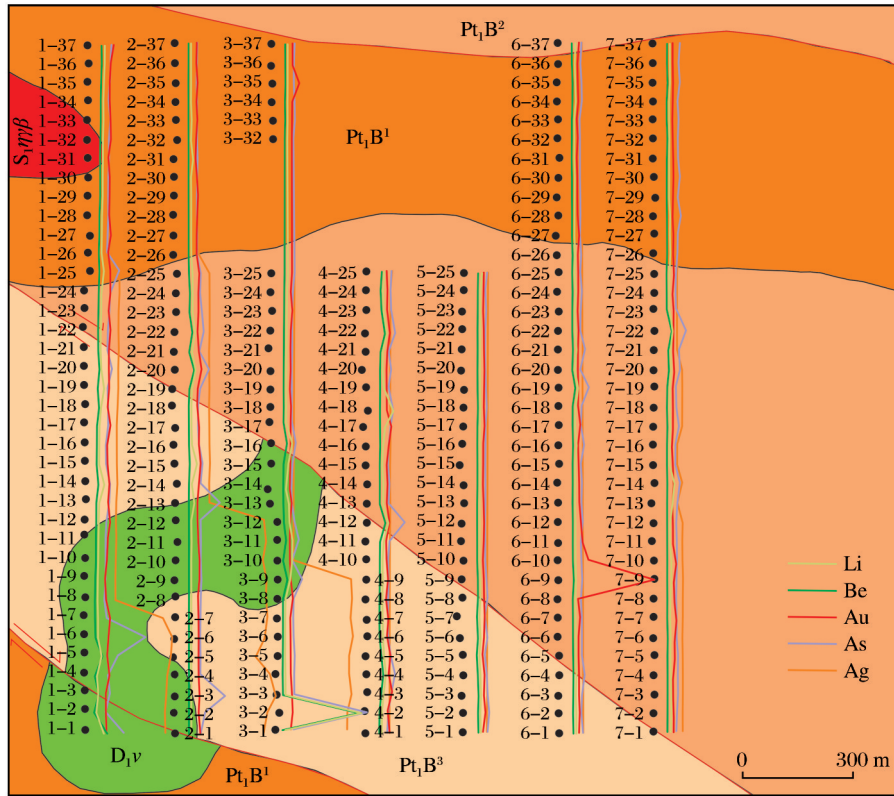 Pt₁B²
1–37 2–37 3–37 6–37 7–37
1–36 2–36 3–36 6–36 7–36
1–35 2–35 3–35 6–35 7–35
1–34 2–34 3–34 6–34 7–34
1–33 2–33 3–33 6–33 7–33
1–32 2–32 3–32 6–32 7–32
1–31 2–31 6–31 7–31
S₁ηγβ
Pt₁B¹
1–30 2–30 6–30 7–30
1–29 2–29 6–29 7–29
1–28 2–28 6–28 7–28
1–27 2–27 6–27 7–27
1–26 2–26 6–26 7–26
1–25 2–25 3–25 4–25 5–25 6–25 7–25
1–24 2–24 3–24 4–24 5–24 6–24 7–24
1–23 2–23 3–23 4–23 5–23 6–23 7–23
1–22 2–22 3–22 4–22 5–22 6–22 7–22
1–21 2–21 3–21 4–21 5–21 6–21 7–21
1–20 2–20 3–20 4–20 5–20 6–20 7–20
1–19 2–19 3–19 4–19 5–19 6–19 7–19
1–18 2–18 3–18 4–18 5–18 6–18 7–18
1–17 2–17 3–17 4–17 5–17 6–17 7–17
1–16 2–16 3–16 4–16 5–16 6–16 7–16
1–15 2–15 3–15 4–15 5–15 6–15 7–15
1–14 2–14 3–14 4–14 5–14 6–14 7–14
1–13 2–13 3–13 4–13 5–13 6–13 7–13
1–12 2–12 3–12 4–12 5–12 6–12 7–12
1–11 2–11 3–11 4–11 5–11 6–11 7–11
1–10 2–10 3–10 4–10 5–10 6–10 7–10
1–9 2–9 3–9 4–9 5–9 6–9 7–9
1–8 2–8 3–8 4–8 5–8 6–8 7–8
1–7 2–7 3–7 4–7 5–7 6–7 7–7
1–6 2–6 3–6 4–6 5–6 6–6 7–6
1–5 2–5 3–5 4–5 5–5 6–5 7–5
1–4 2–4 3–4 4–4 5–4 6–4 7–4
1–3 2–3 3–3 4–3 5–3 6–3 7–3
1–2 2–2 3–2 4–2 5–2 6–2 7–2
1–1 2–1 3–1 4–1 5–1 6–1 7–1
Li
Be
Au
As
Ag
D₁ν
Pt₁B¹
Pt₁B³
0 300 m